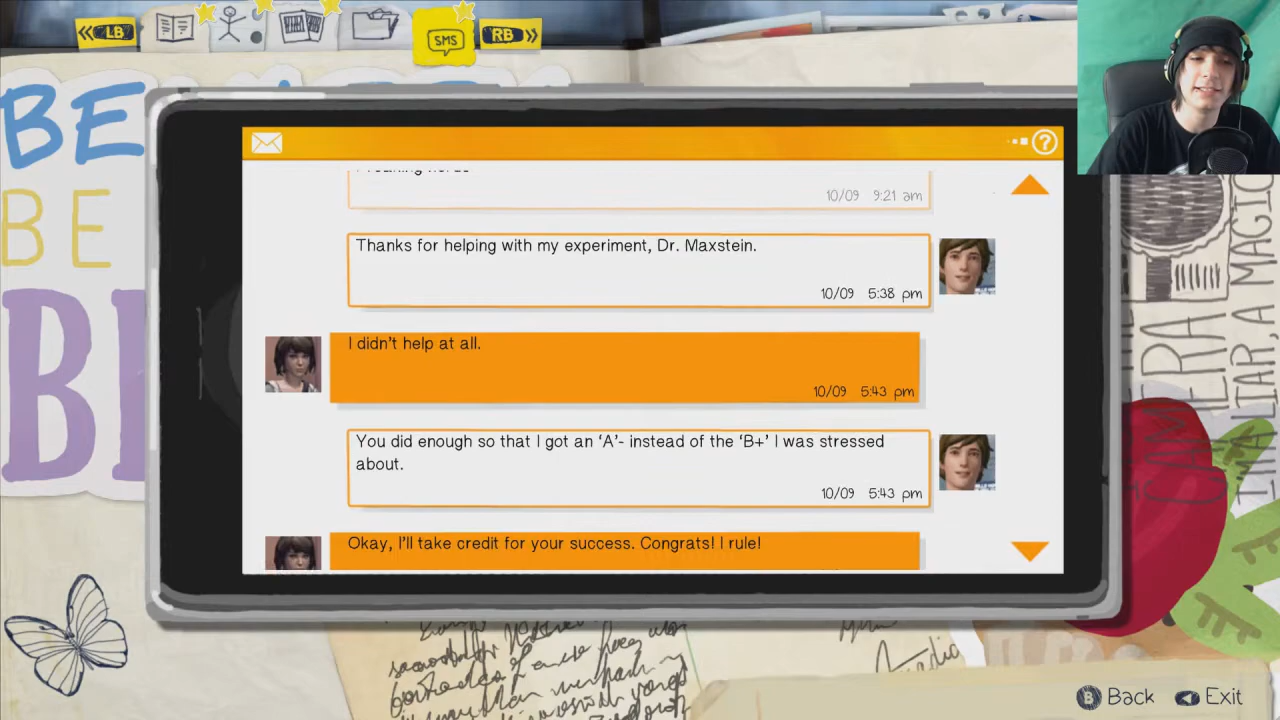 LB
SMS
RB
BE
BE
10/09 9:21 am
Thanks for helping with my experiment, Dr. Maxstein.
10/09 5:38 pm
I didn't help at all.
10/09 5:43 pm
You did enough so that I got an 'A'- instead of the 'B+' I was stressed
about.
10/09 5:43 pm
Okay, I'll take credit for your success. Congrats! I rule!
CAMERA
A MAGIC
B Back
Exit